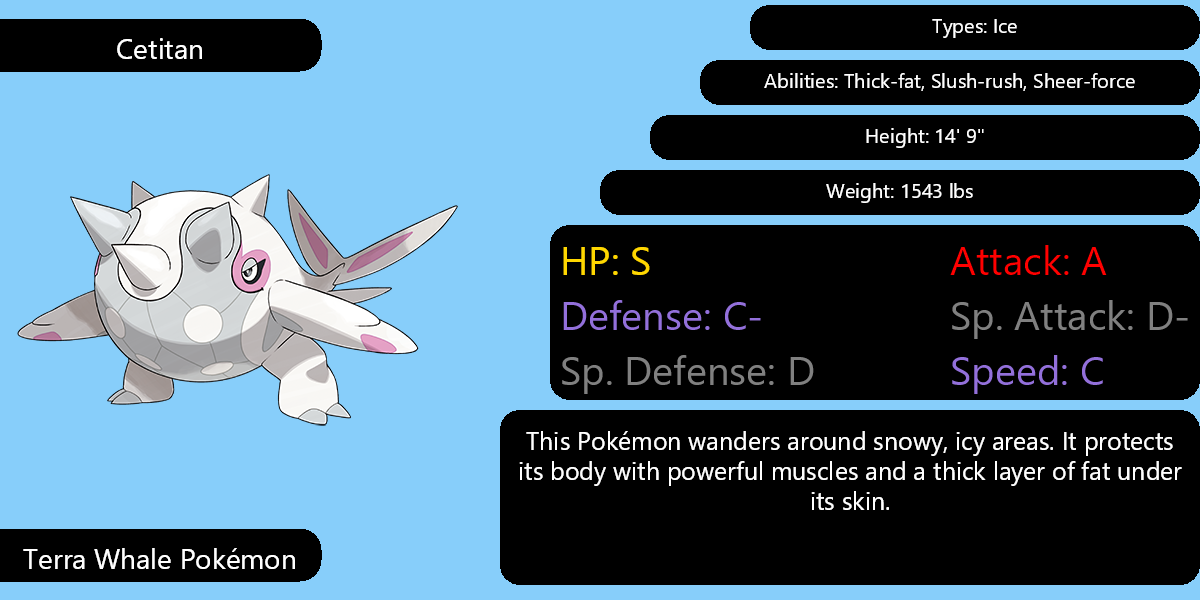 Cetitan
Types: Ice
Abilities: Thick-fat, Slush-rush, Sheer-force
Height: 14' 9"
Weight: 1543 lbs
HP: S
Attack: A
Defense: C-
Sp. Attack: D-
Sp. Defense: D
Speed: C
This Pokémon wanders around snowy, icy areas. It protects
its body with powerful muscles and a thick layer of fat under
its skin.
Terra Whale Pokémon